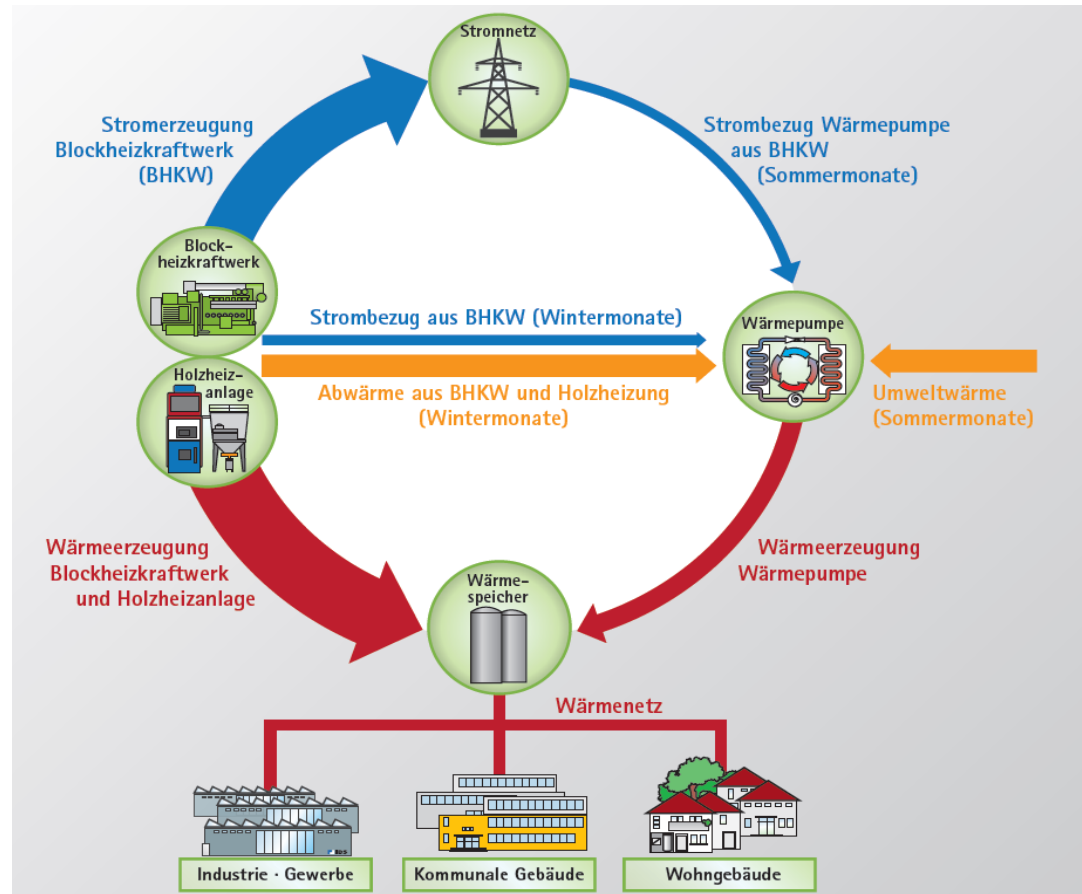 Stromnetz
Stromerzeugung
Blockheizkraftwerk
(BHKW)
Strombezug Wärmepumpe
aus BHKW
(Sommermonate)
Block-
heizkraftwerk
Strombezug aus BHKW (Wintermonate)
Wärmepumpe
Holzheiz-
anlage
Abwärme aus BHKW und Holzheizung
(Wintermonate)
Umweltwärme
(Sommermonate)
Wärmeerzeugung
Blockheizkraftwerk
und Holzheizanlage
Wärmeerzeugung
Wärmepumpe
Wärme-
speicher
Wärmenetz
Industrie · Gewerbe
Kommunale Gebäude
Wohngebäude